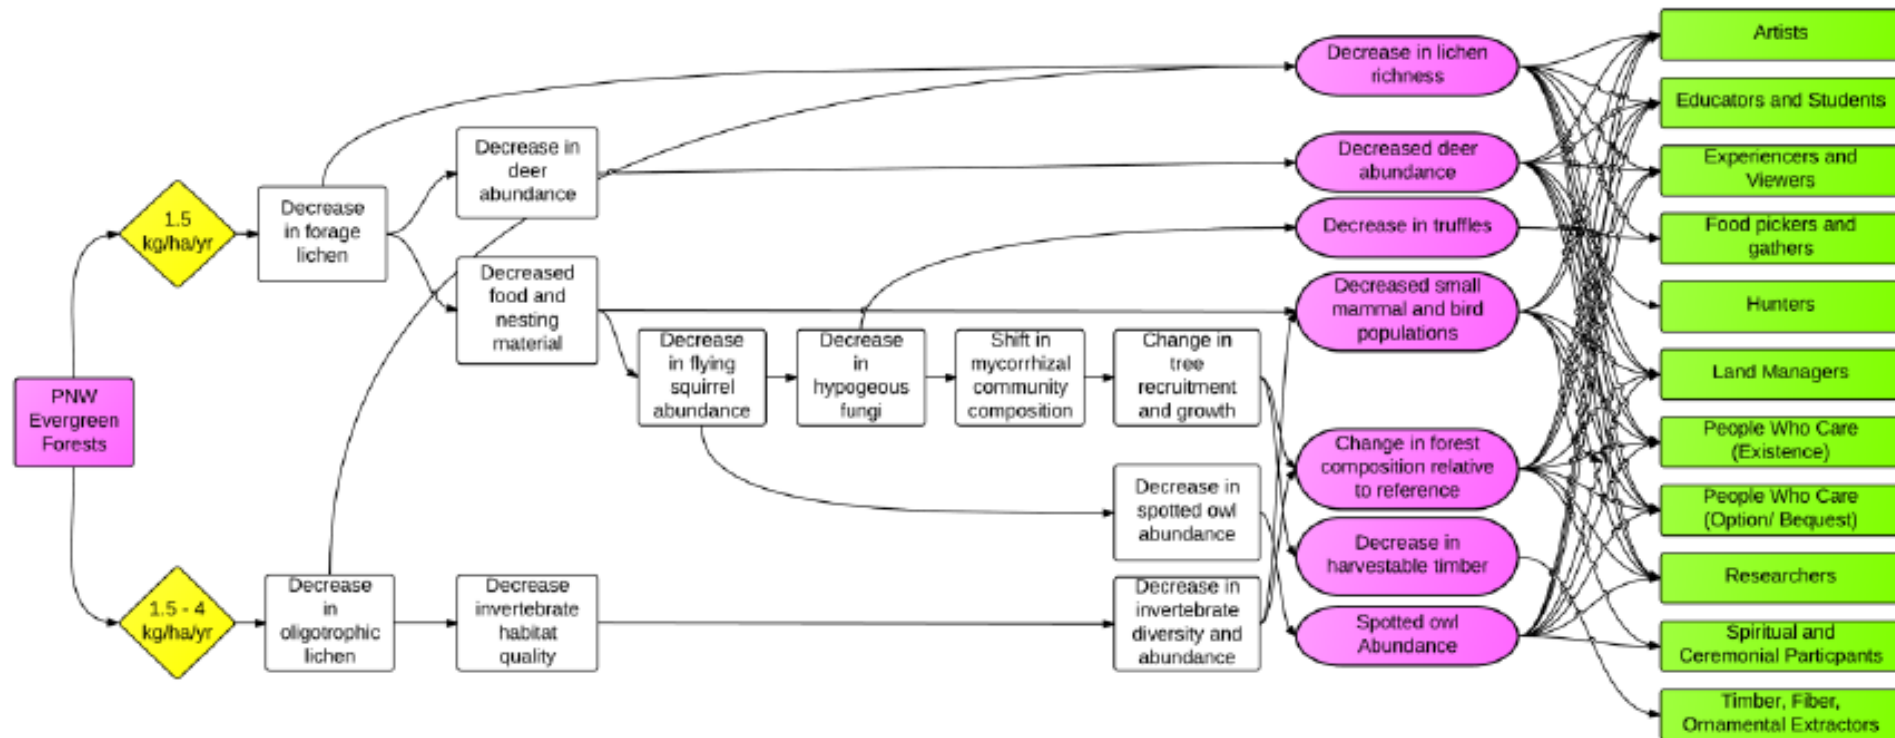 PNW
Evergreen
Forests
1.5
kg/ha/yr
1.5 - 4
kg/ha/yr
Decrease
in forage
lichen
Decrease
in
oligotrophic
lichen
Decrease in
deer
abundance
Decreased
food and
nesting
material
Decrease
invertebrate
habitat
quality
Decrease
in flying
squirrel
abundance
Decrease
in
hypogeous
fungi
Shift in
mycorrhizal
community
composition
Change in
tree
recruitment
and growth
Decrease in
spotted owl
abundance
Decrease in
invertebrate
diversity and
abundance
Decrease in lichen
richness
Decreased deer
abundance
Decrease in truffles
Decreased small
mammal and bird
populations
Change in forest
composition relative
to reference
Decrease in
harvestable timber
Spotted owl
Abundance
Artists
Educators and Students
Experiencers and
Viewers
Food pickers and
gathers
Hunters
Land Managers
People Who Care
(Existence)
People Who Care
(Option/ Bequest)
Researchers
Spiritual and
Ceremonial Particpants
Timber, Fiber,
Ornamental Extractors